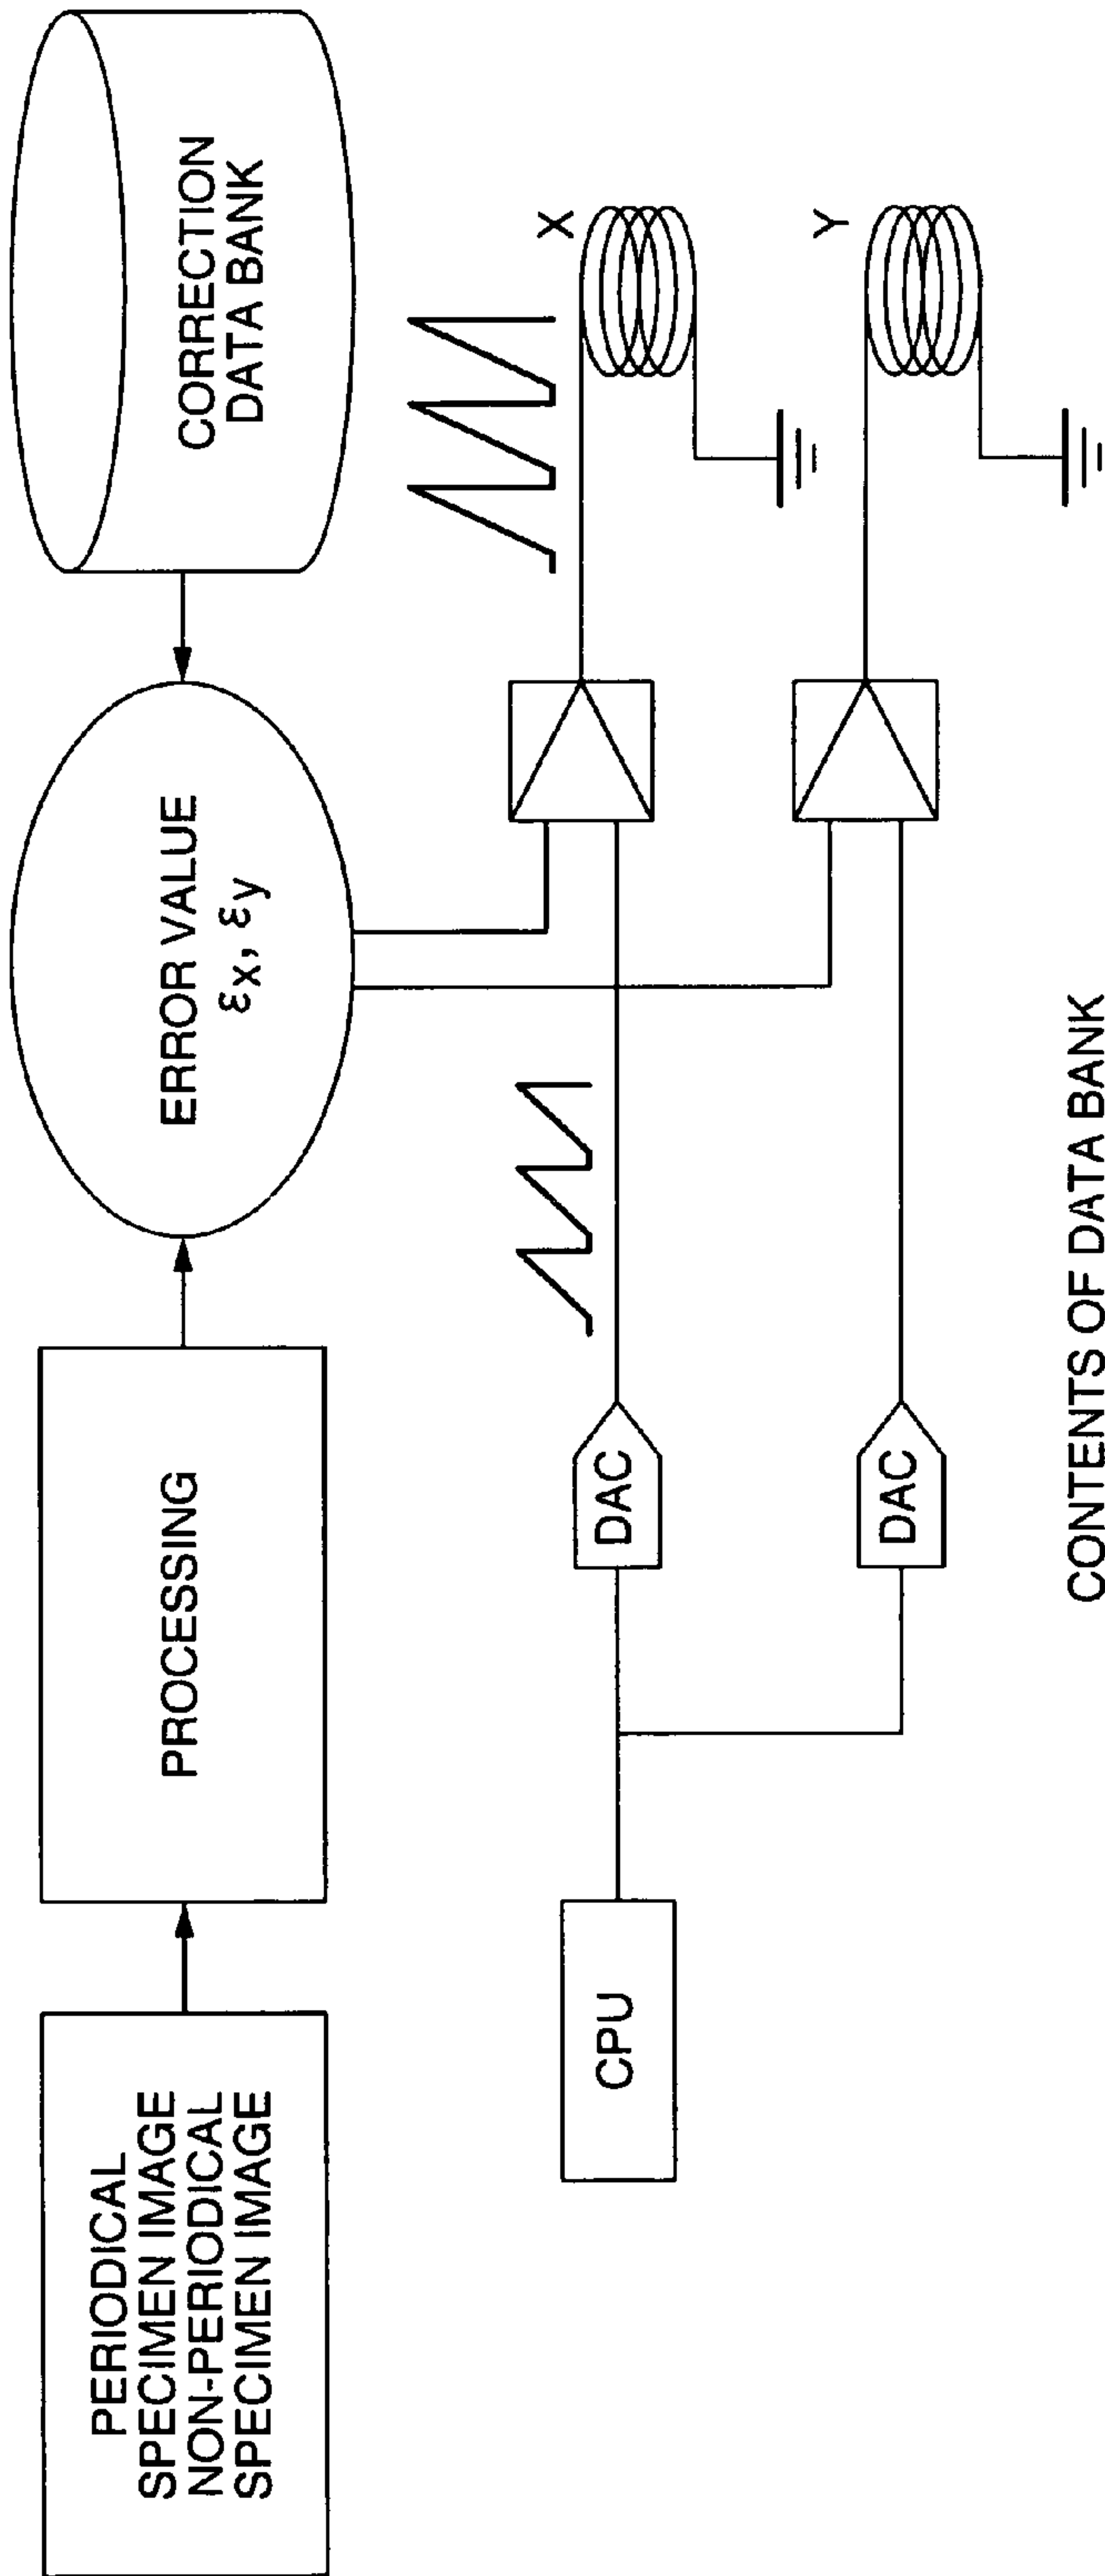 PERIODICAL
SPECIMEN IMAGE
NON-PERIODICAL
SPECIMEN IMAGE
PROCESSING
ERROR VALUE
εx, εy
CORRECTION
DATA BANK
CPU
DAC
DAC
X
Y
CONTENTS OF DATA BANK